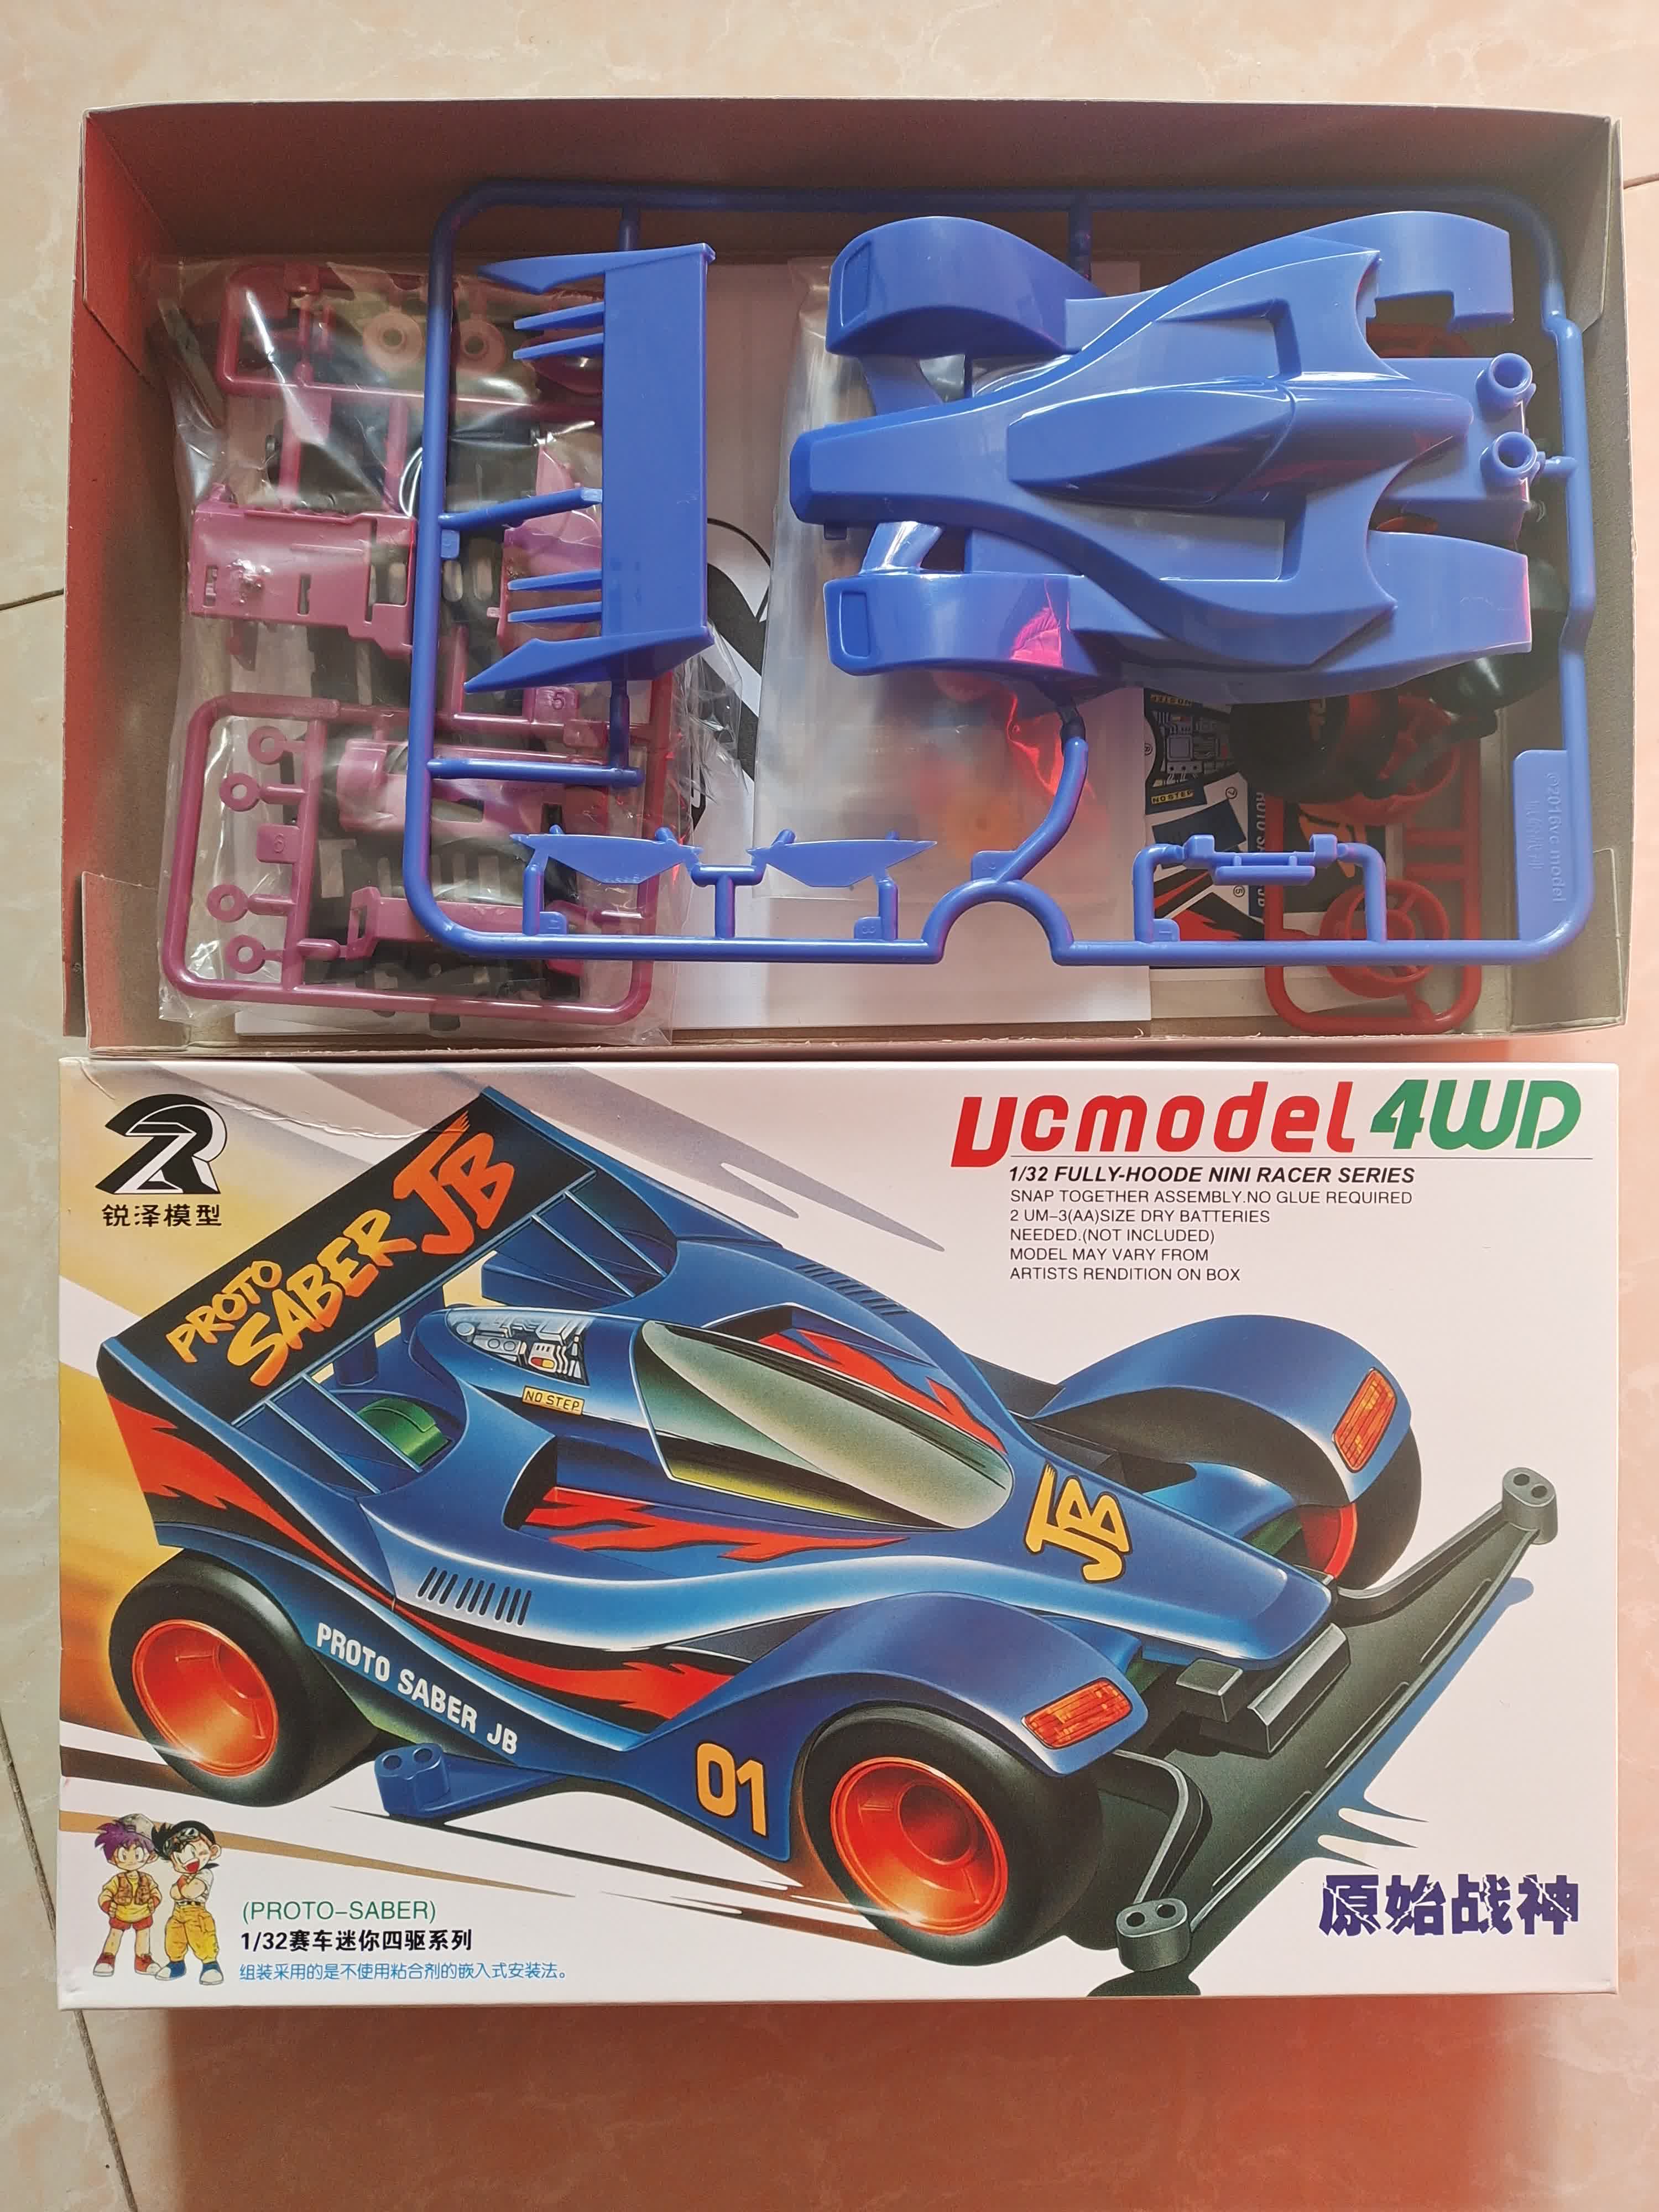 NO STEP
©2016vc model
vcmodel 4WD
1/32 FULLY-HOODE NINI RACER SERIES
SNAP TOGETHER ASSEMBLY.NO GLUE REQUIRED
2 UM-3(AA)SIZE DRY BATTERIES
NEEDED.(NOT INCLUDED)
MODEL MAY VARY FROM
ARTISTS RENDITION ON BOX
锐泽模型
PROTO
SABER JB
NO STEP
JB
PROTO SABER JB
01
原始战神
(PROTO-SABER)
1/32赛车迷你四驱系列
组装采用的是不使用粘合剂的嵌入式安装法。